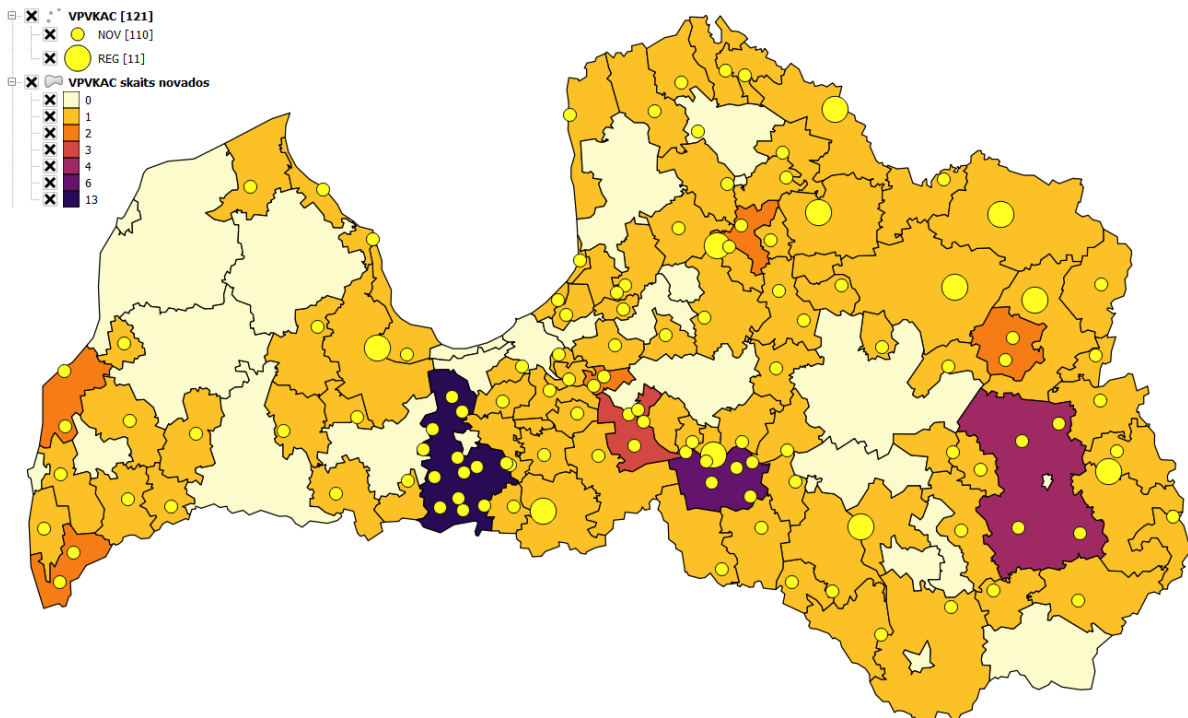 VPVKAC [121]
NOV [110]
REG [11]
VPVKAC skaits novados
0
1
2
3
4
6
13